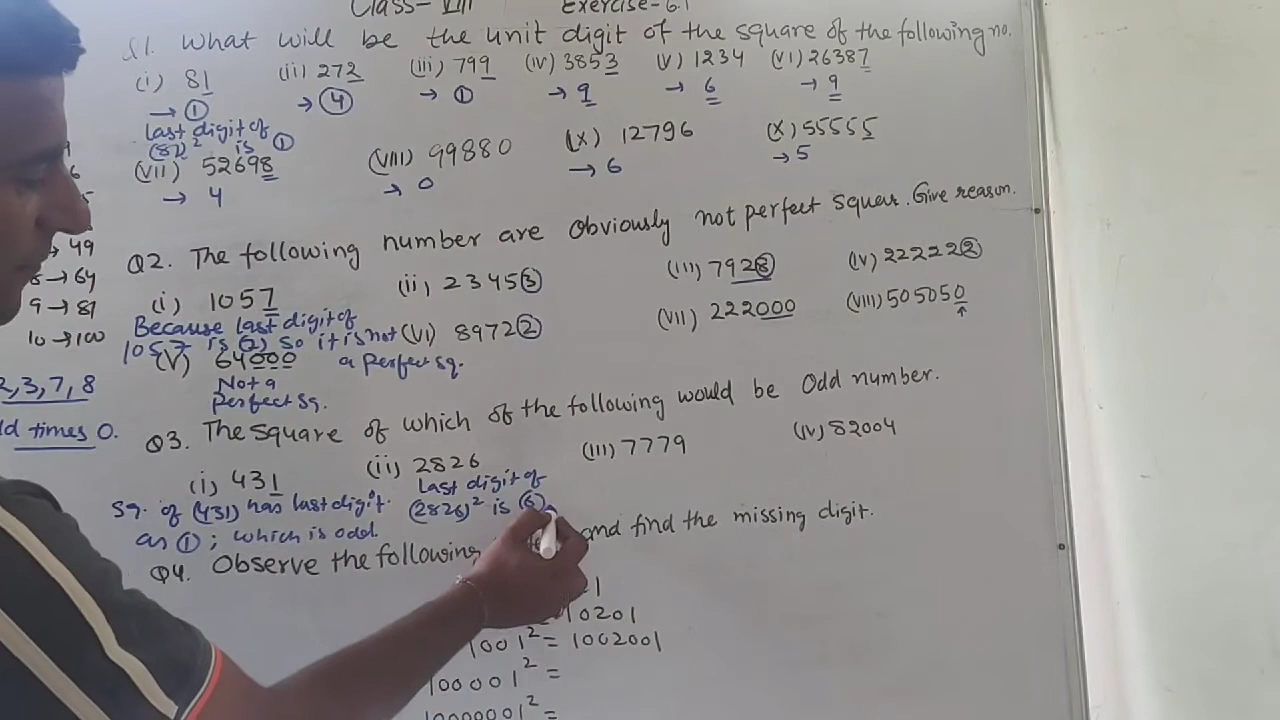 Class- VIII Exercise-6.1
Q1. What will be the unit digit of the square of the following no.
(i) 81 (ii) 272 (iii) 799 (iv) 3853 (v) 1234 (vi) 26387
→ 1 → 4 → 1 → 9 → 6 → 9
last digit of
(81)² is 1
(vii) 52698 (viii) 99880 (x) 12796 (x) 55555
→ 4 → 0 → 6 → 5
→ 49
→ 64
9 → 81
10 → 100
2, 3, 7, 8
times 0.
Q2. The following number are obviously not perfect squer. Give reason.
(i) 1057 (ii) 23453 (iii) 7928 (iv) 222222
Because last digit of
1057 is (7) so it is not
a perfect sq.
(v) 64000 (vi) 89722 (vii) 222000 (viii) 505050
Not a
perfect sq.
Q3. The square of which of the following would be odd number.
(i) 431 (ii) 2826 (iii) 7779 (iv) 82004
Sq. of (431) has last digit
as 1; which is odd.
last digit of
(2826)² is 6
Q4. Observe the following and find the missing digit.
10201
1001² = 1002001
100001² =
1000001² =